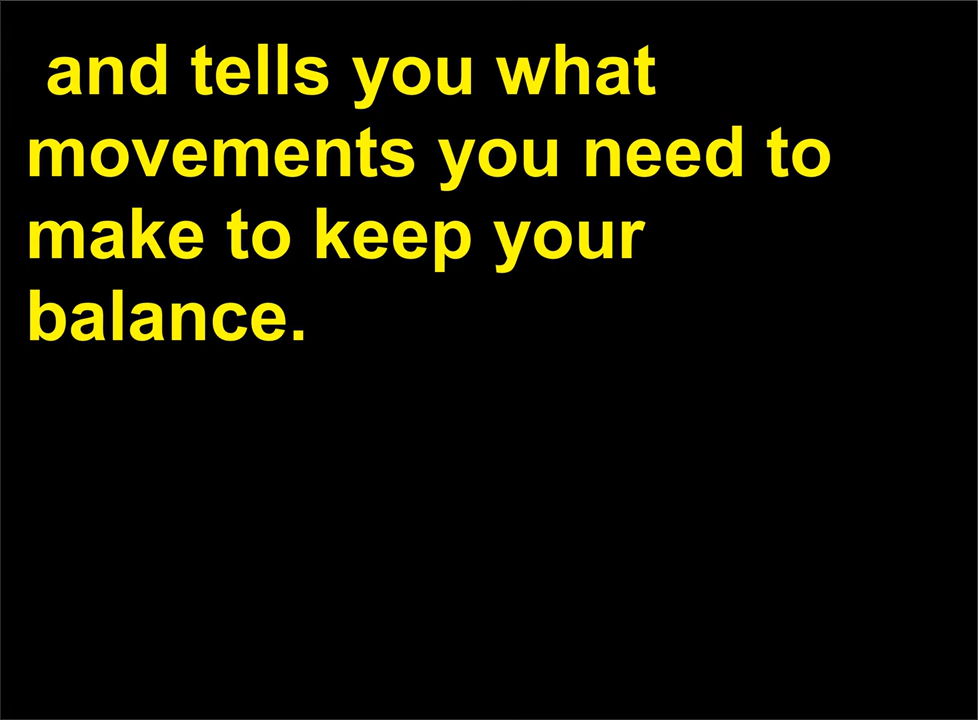 and tells you what
movements you need to
make to keep your
balance.